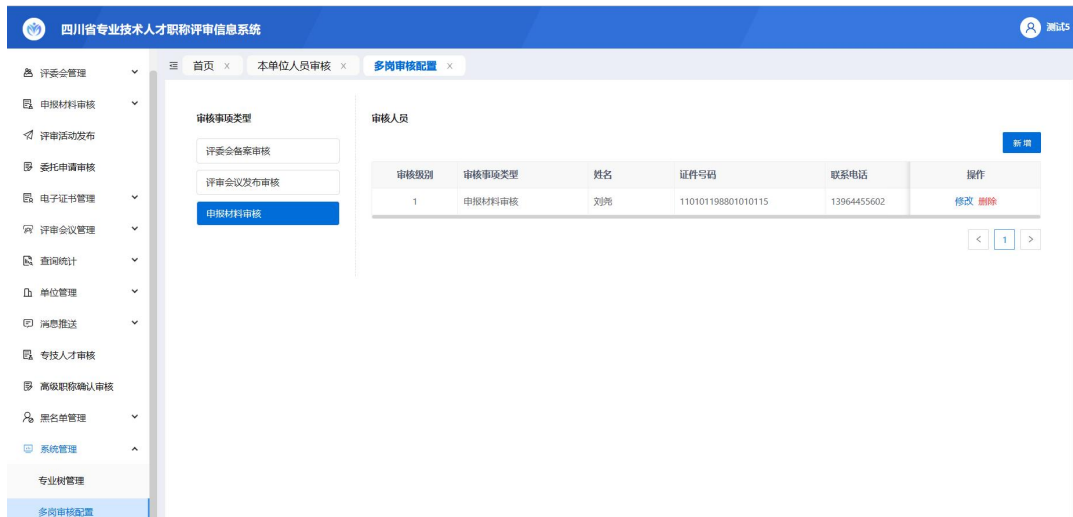 四川省专业技术人才职称评审信息系统
测试5
评委会管理
申报材料审核
评审活动发布
委托申请审核
电子证书管理
评审会议管理
查询统计
单位管理
消息推送
专技人才审核
高级职称确认审核
黑名单管理
系统管理
专业树管理
多岗审核配置
首页 × 本单位人员审核 × 多岗审核配置 ×
审核事项类型
评委会备案审核
评审会议发布审核
申报材料审核
审核人员
新增
审核级别 审核事项类型 姓名 证件号码 联系电话 操作
1 申报材料审核 刘尧 110101198801010115 13964455602 修改 删除
< 1 >